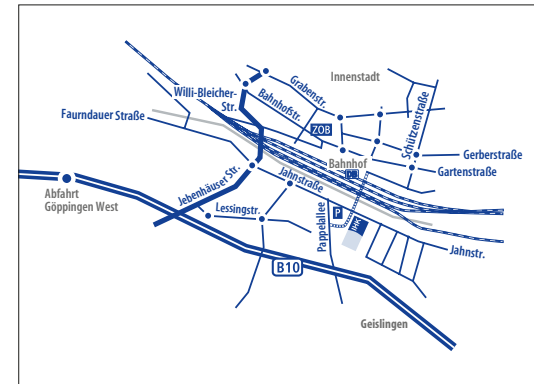 Innenstadt
Willi-Bleicher-
Str.
Grabenstr.
Bahnhofstr.
Schützenstraße
Faurndauer Straße
ZOB
Gerberstraße
Bahnhof
DB
Gartenstraße
Jebenhäuser Str.
Jahnstraße
Abfahrt
Göppingen West
Lessingstr.
Pappelallee
P
IHK
Jahnstr.
B10
Geislingen